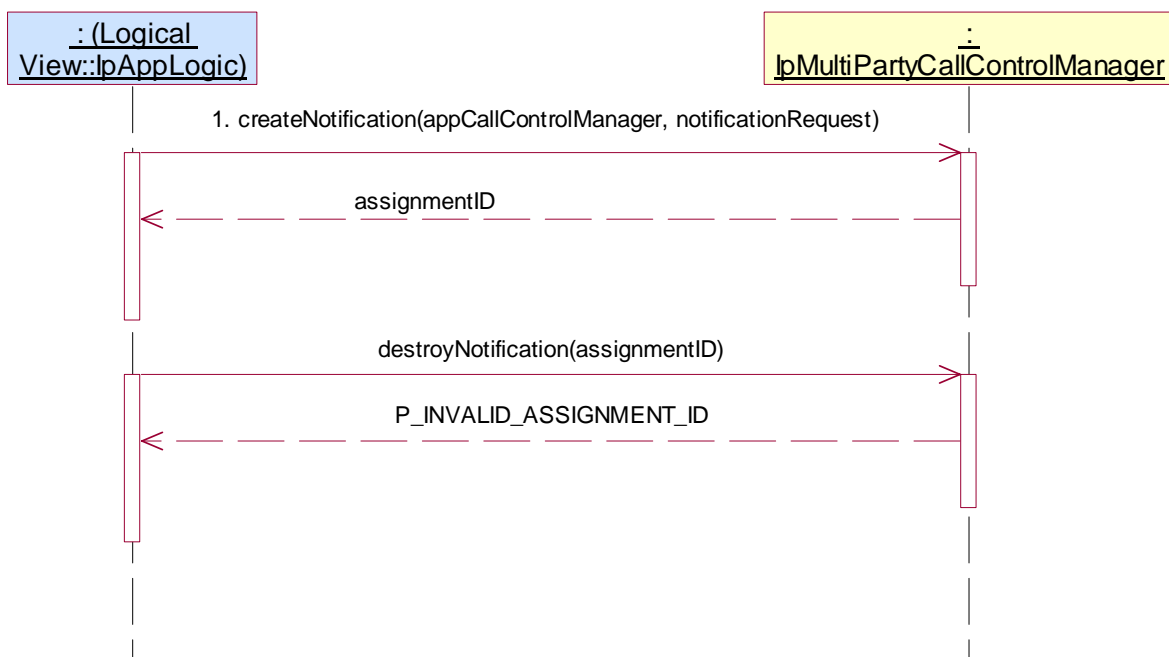 : (Logical
View::IpAppLogic)
:
IpMultiPartyCallControlManager
1. createNotification(appCallControlManager, notificationRequest)
assignmentID
destroyNotification(assignmentID)
P_INVALID_ASSIGNMENT_ID